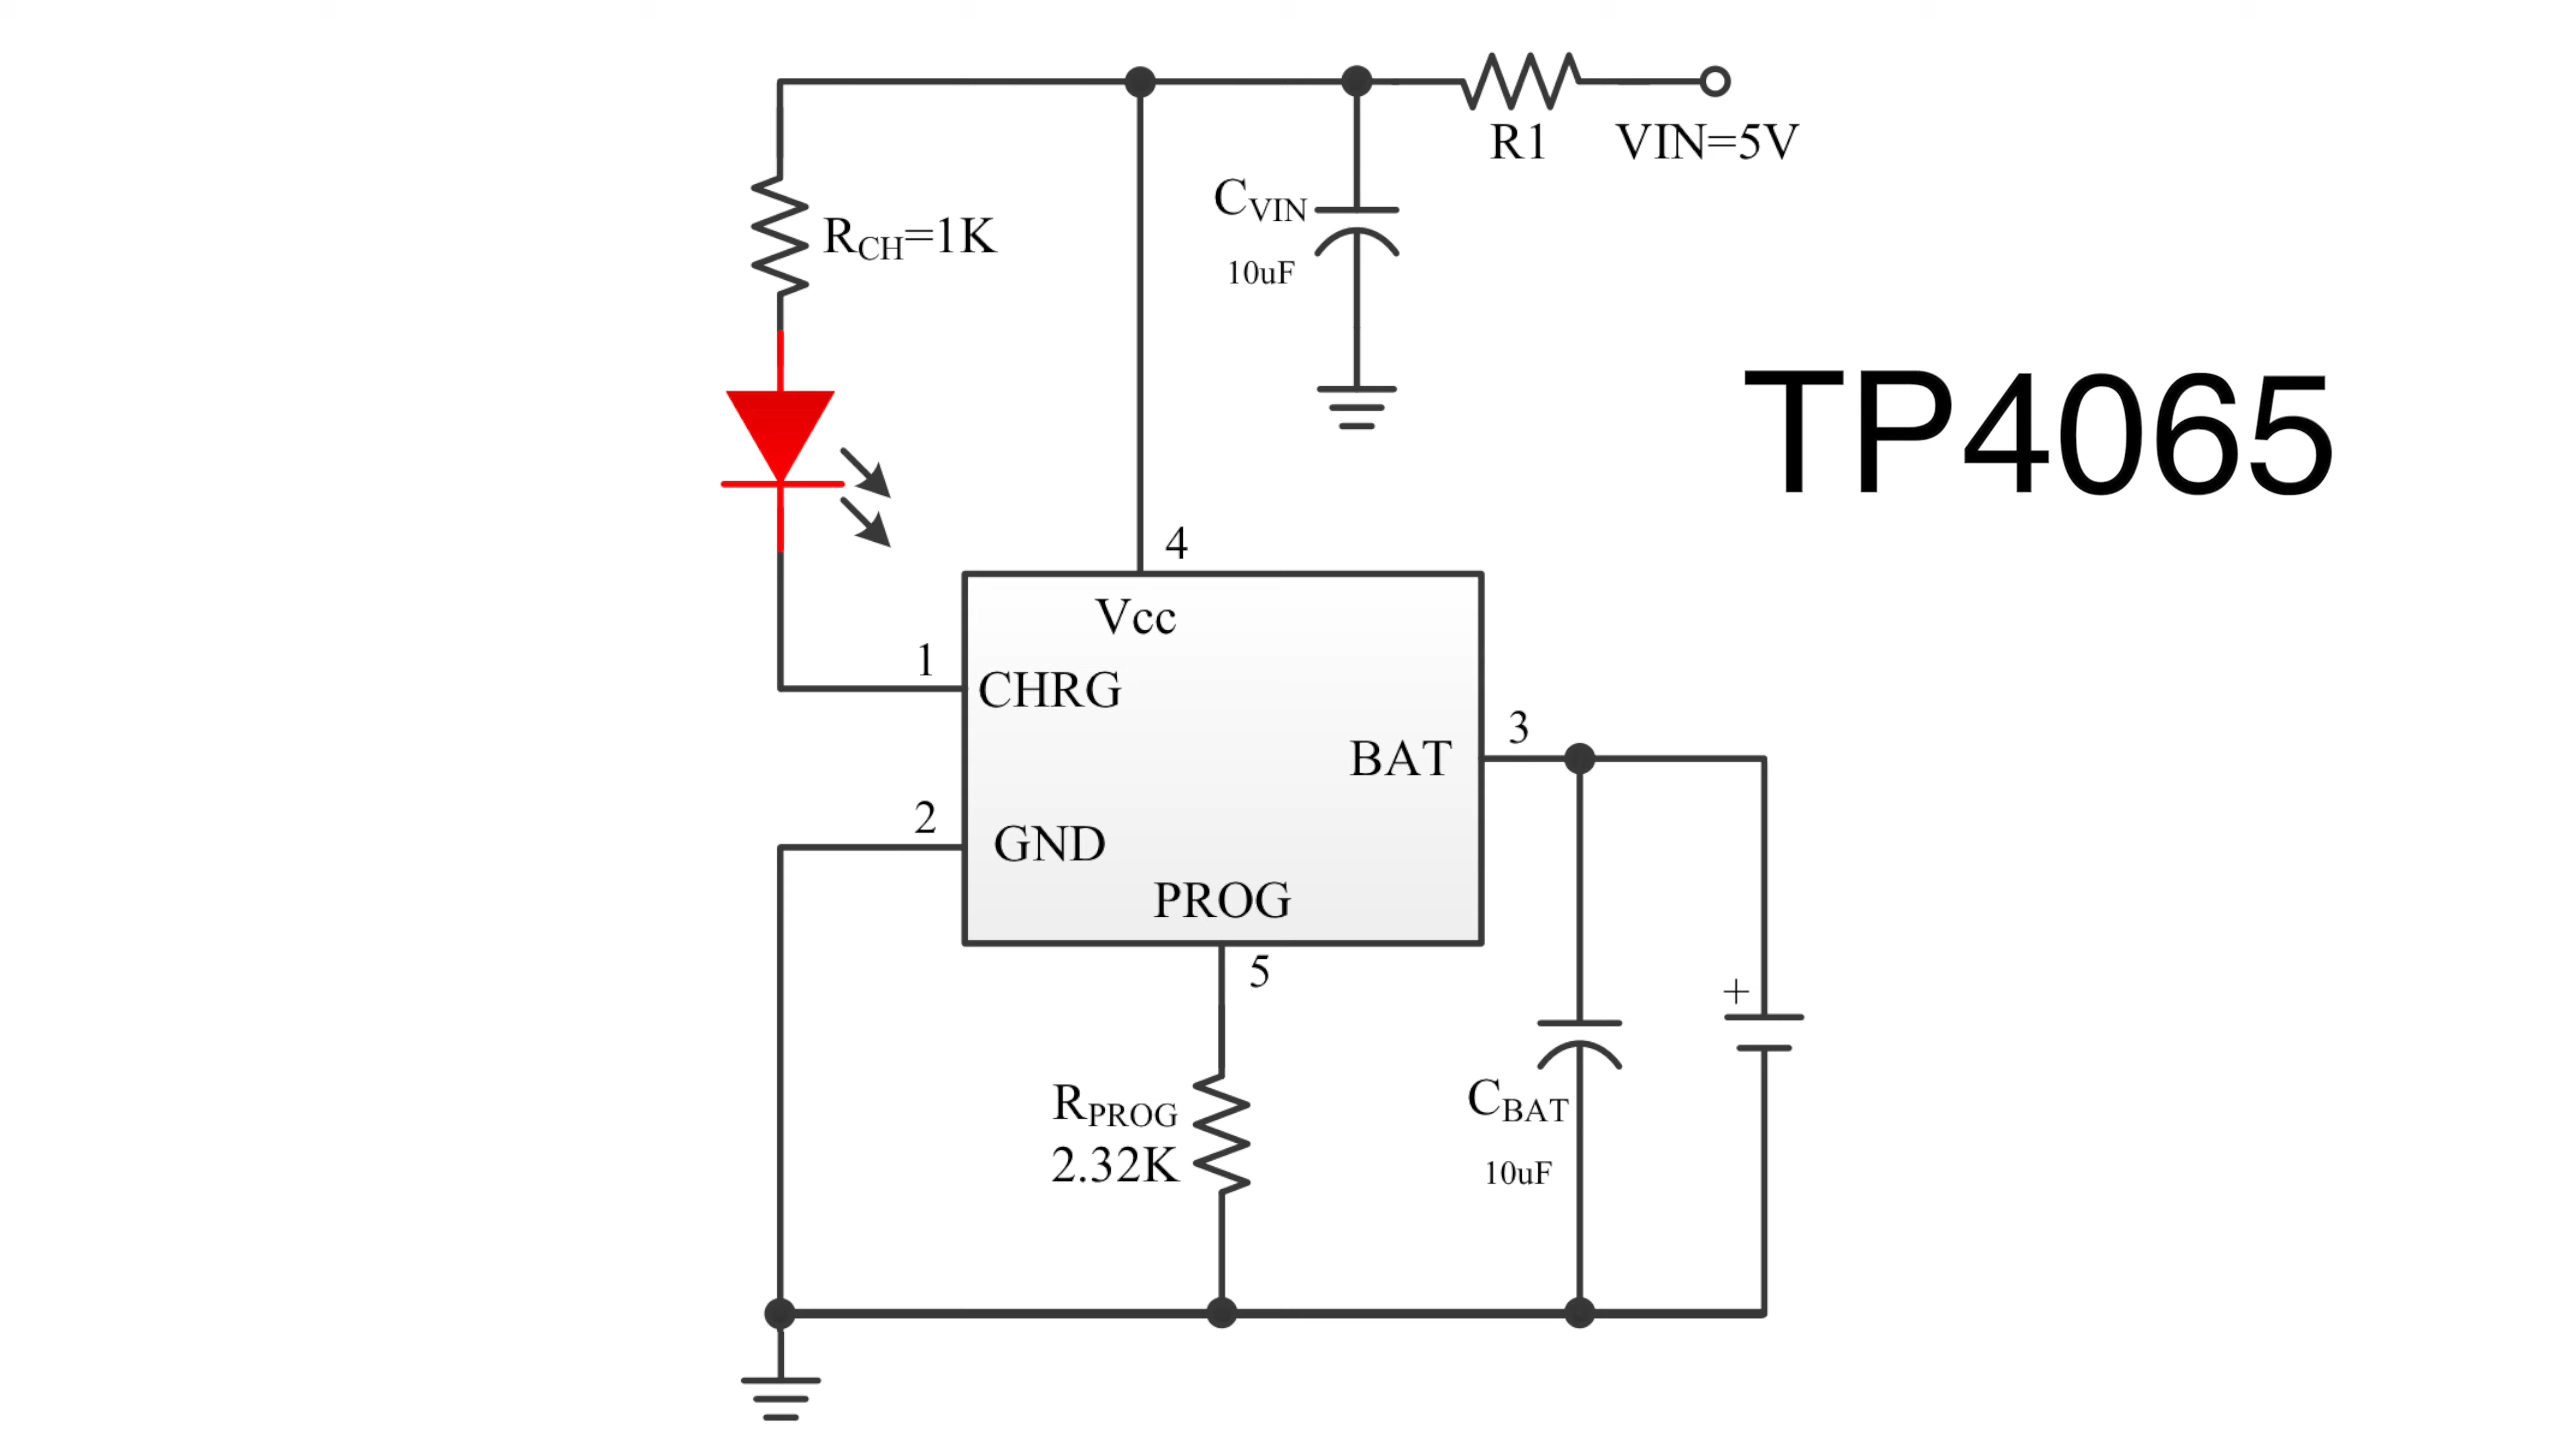 R1 VIN=5V
CVIN
10uF
RCH=1K
TP4065
4
Vcc
1
CHRG
3
BAT
2
GND
PROG
5
+
RPROG
2.32K
CBAT
10uF